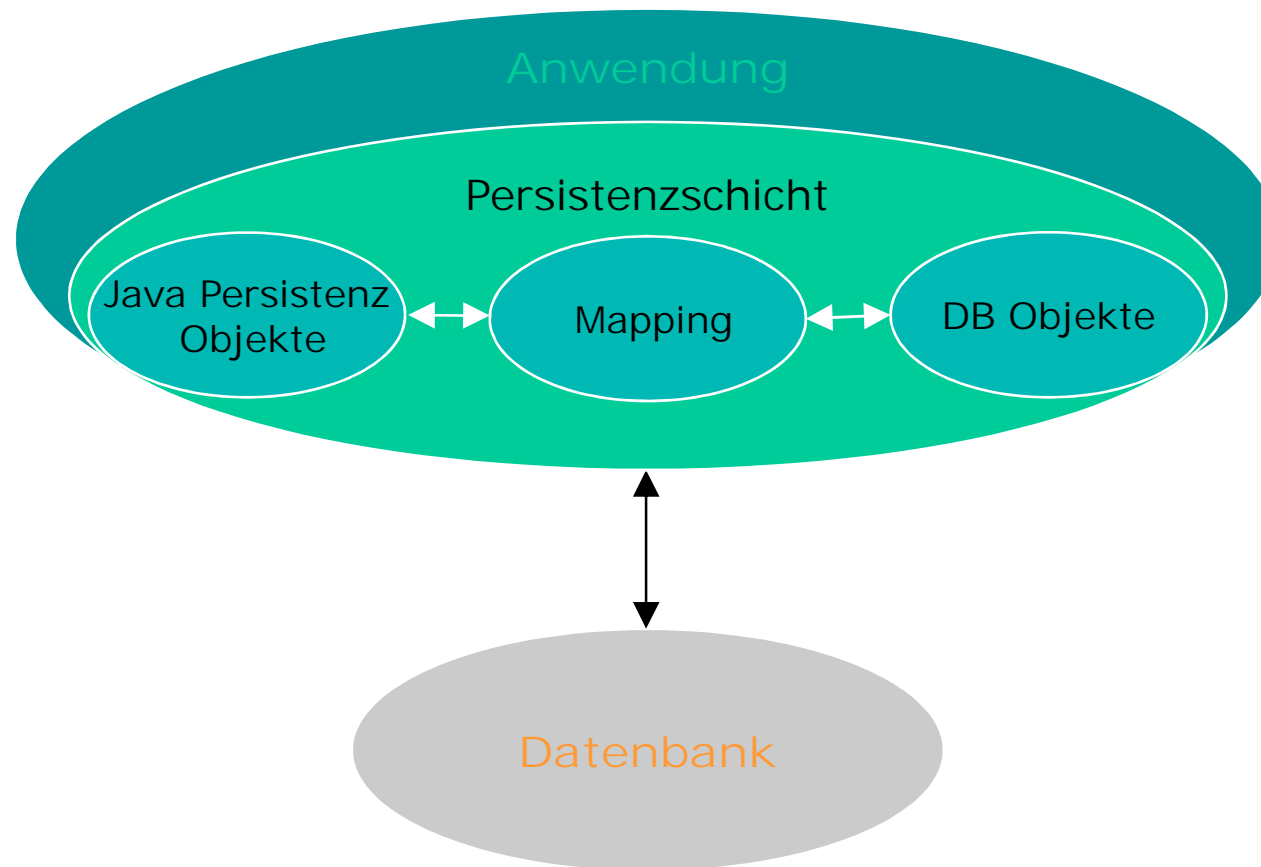 Anwendung
Persistenzschicht
Java Persistenz
Objekte
Mapping
DB Objekte
Datenbank